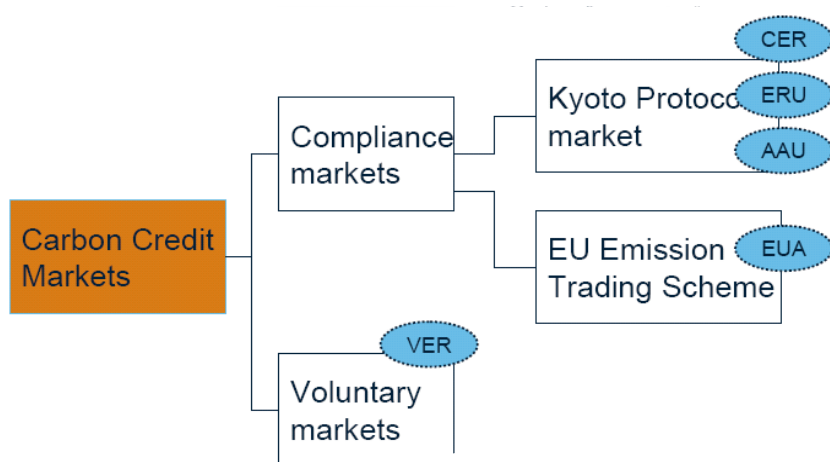 CER
Kyoto Protoco
ERU
market
AAU
Compliance
markets
Carbon Credit
Markets
EU Emission
EUA
Trading Scheme
VER
Voluntary
markets